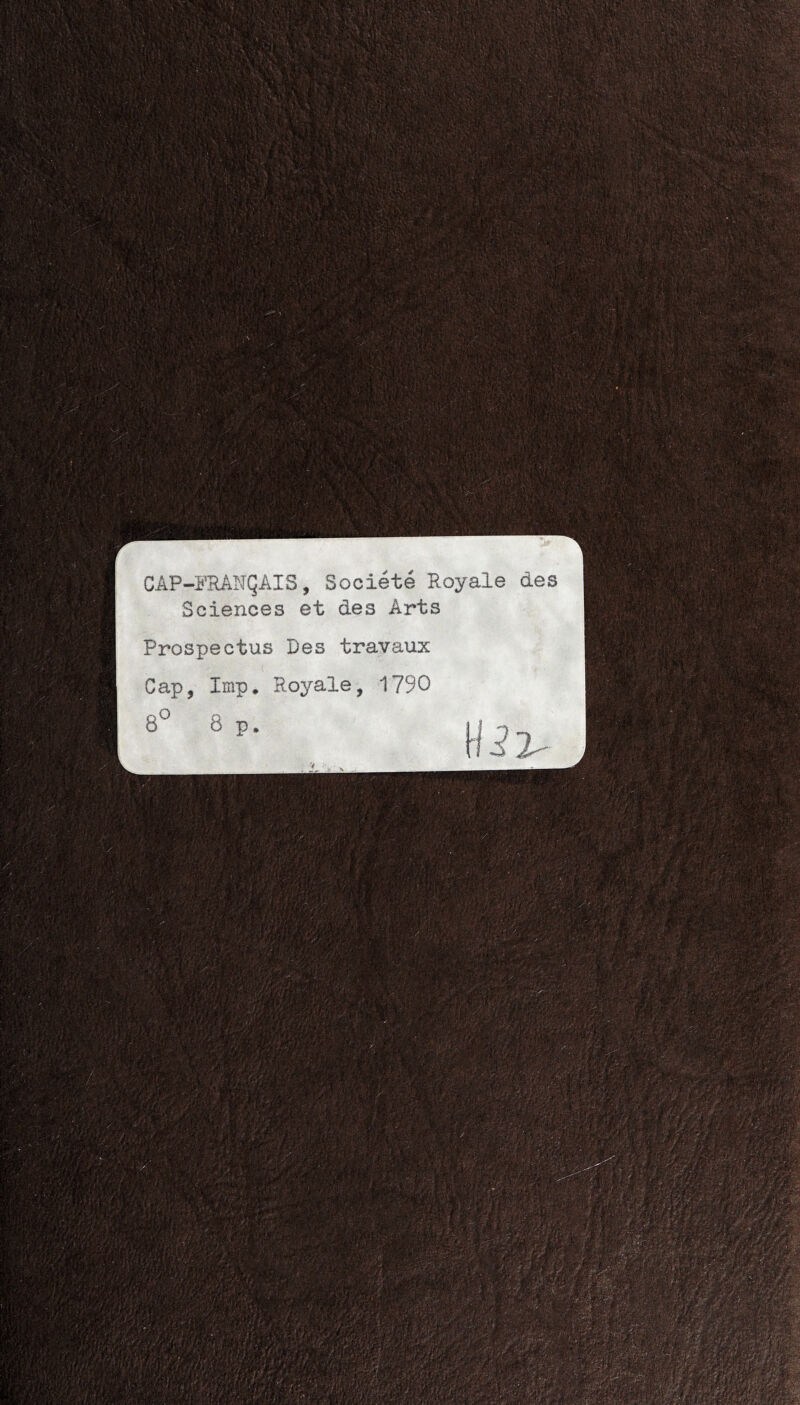 CAP-FRANÇAIS, Société Royale des
Sciences et des Arts
Prospectus Des travaux
Cap, Imp. Royale, 1790
8° 8 p.
H32